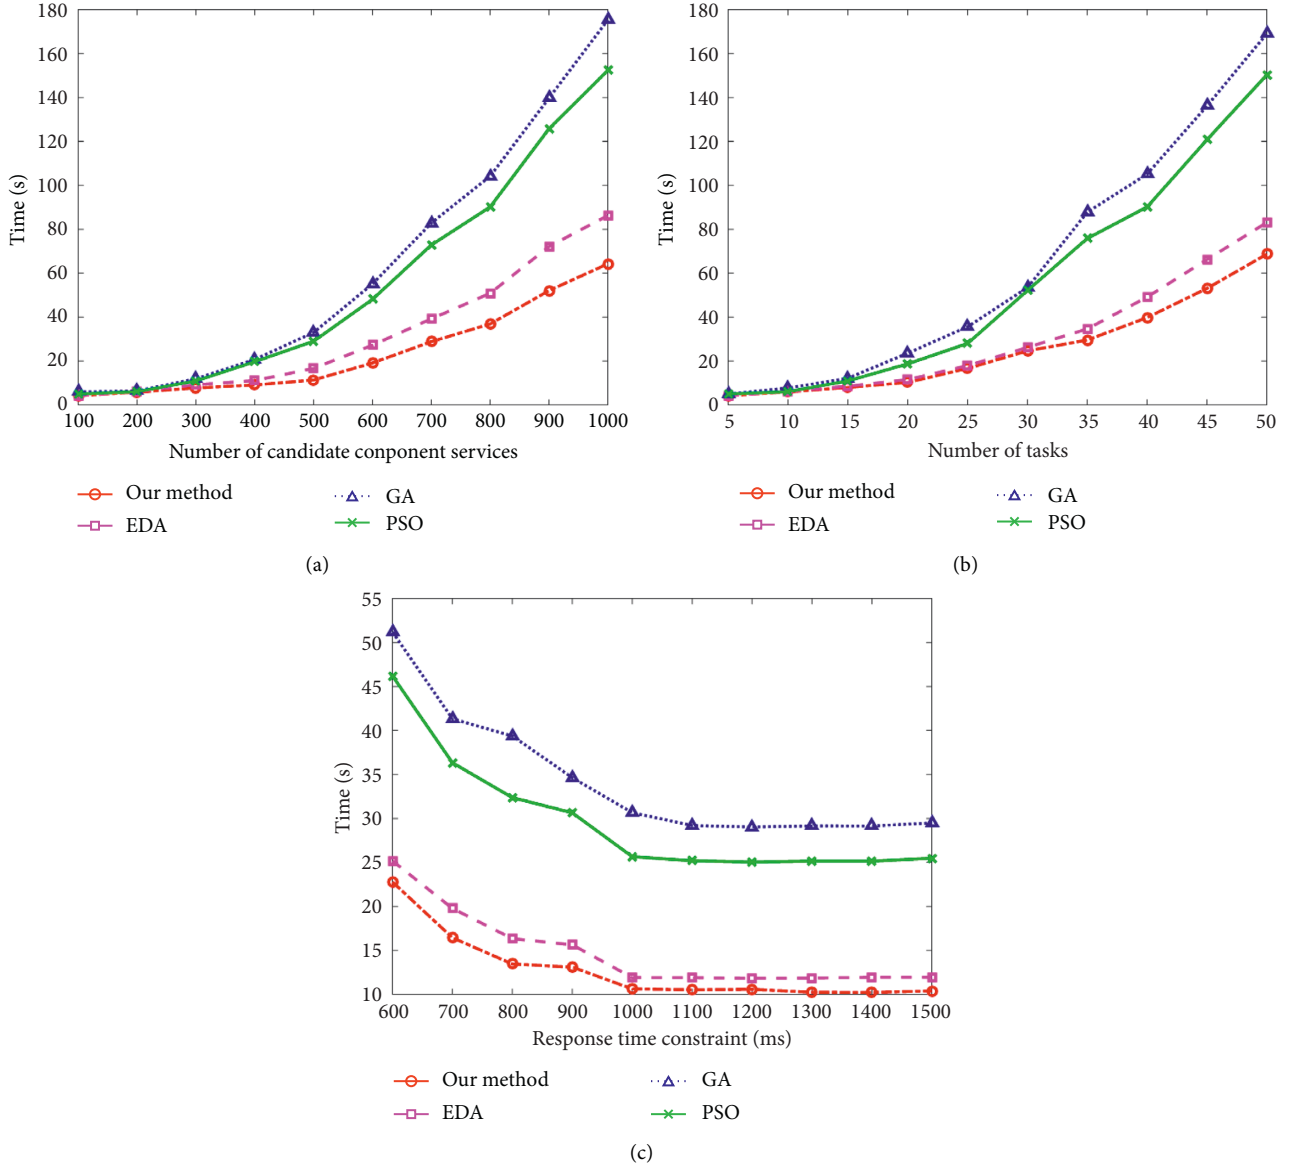 180
160
140
120
100
80
60
40
20
0
Time (s)
100 200 300 400 500 600 700 800 900 1000
Number of candidate conponent services
Our method
EDA
GA
PSO
(a)
180
160
140
120
100
80
60
40
20
0
Time (s)
5 10 15 20 25 30 35 40 45 50
Number of tasks
Our method
EDA
GA
PSO
(b)
55
50
45
40
35
30
25
20
15
10
Time (s)
600 700 800 900 1000 1100 1200 1300 1400 1500
Response time constraint (ms)
Our method
EDA
GA
PSO
(c)